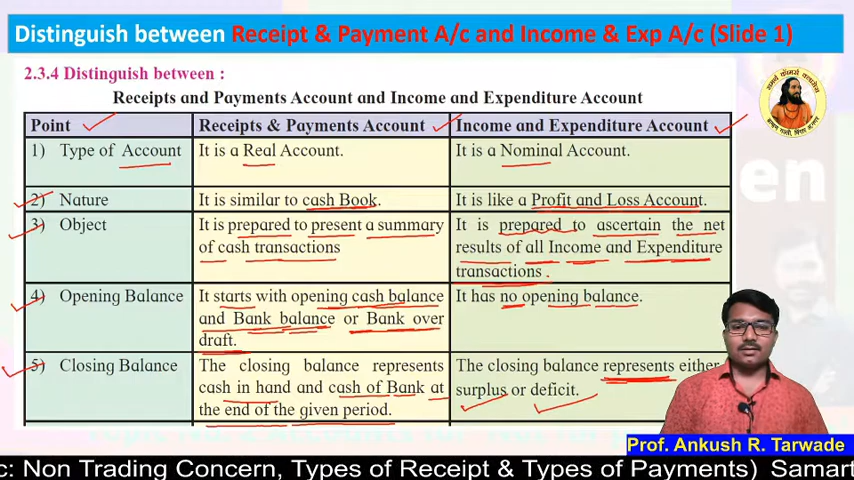 Distinguish between Receipt & Payment A/c and Income & Exp A/c (Slide 1)
2.3.4 Distinguish between :
Receipts and Payments Account and Income and Expenditure Account
Point
Receipts & Payments Account
Income and Expenditure Account
1) Type of Account
It is a Real Account.
It is a Nominal Account.
2) Nature
It is similar to cash Book.
It is like a Profit and Loss Account.
3) Object
It is prepared to present a summary
of cash transactions
It is prepared to ascertain the net
results of all Income and Expenditure
transactions .
4) Opening Balance
It starts with opening cash balance
and Bank balance or Bank over
draft.
It has no opening balance.
5) Closing Balance
The closing balance represents
cash in hand and cash of Bank at
the end of the given period.
The closing balance represents either
surplus or deficit.
en
Prof. Ankush R. Tarwade
c: Non Trading Concern, Types of Receipt & Types of Payments) Samart